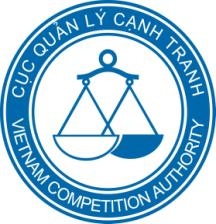 CỤC QUẢN LÝ CẠNH TRANH
VIETNAM COMPETITION AUTHORITY